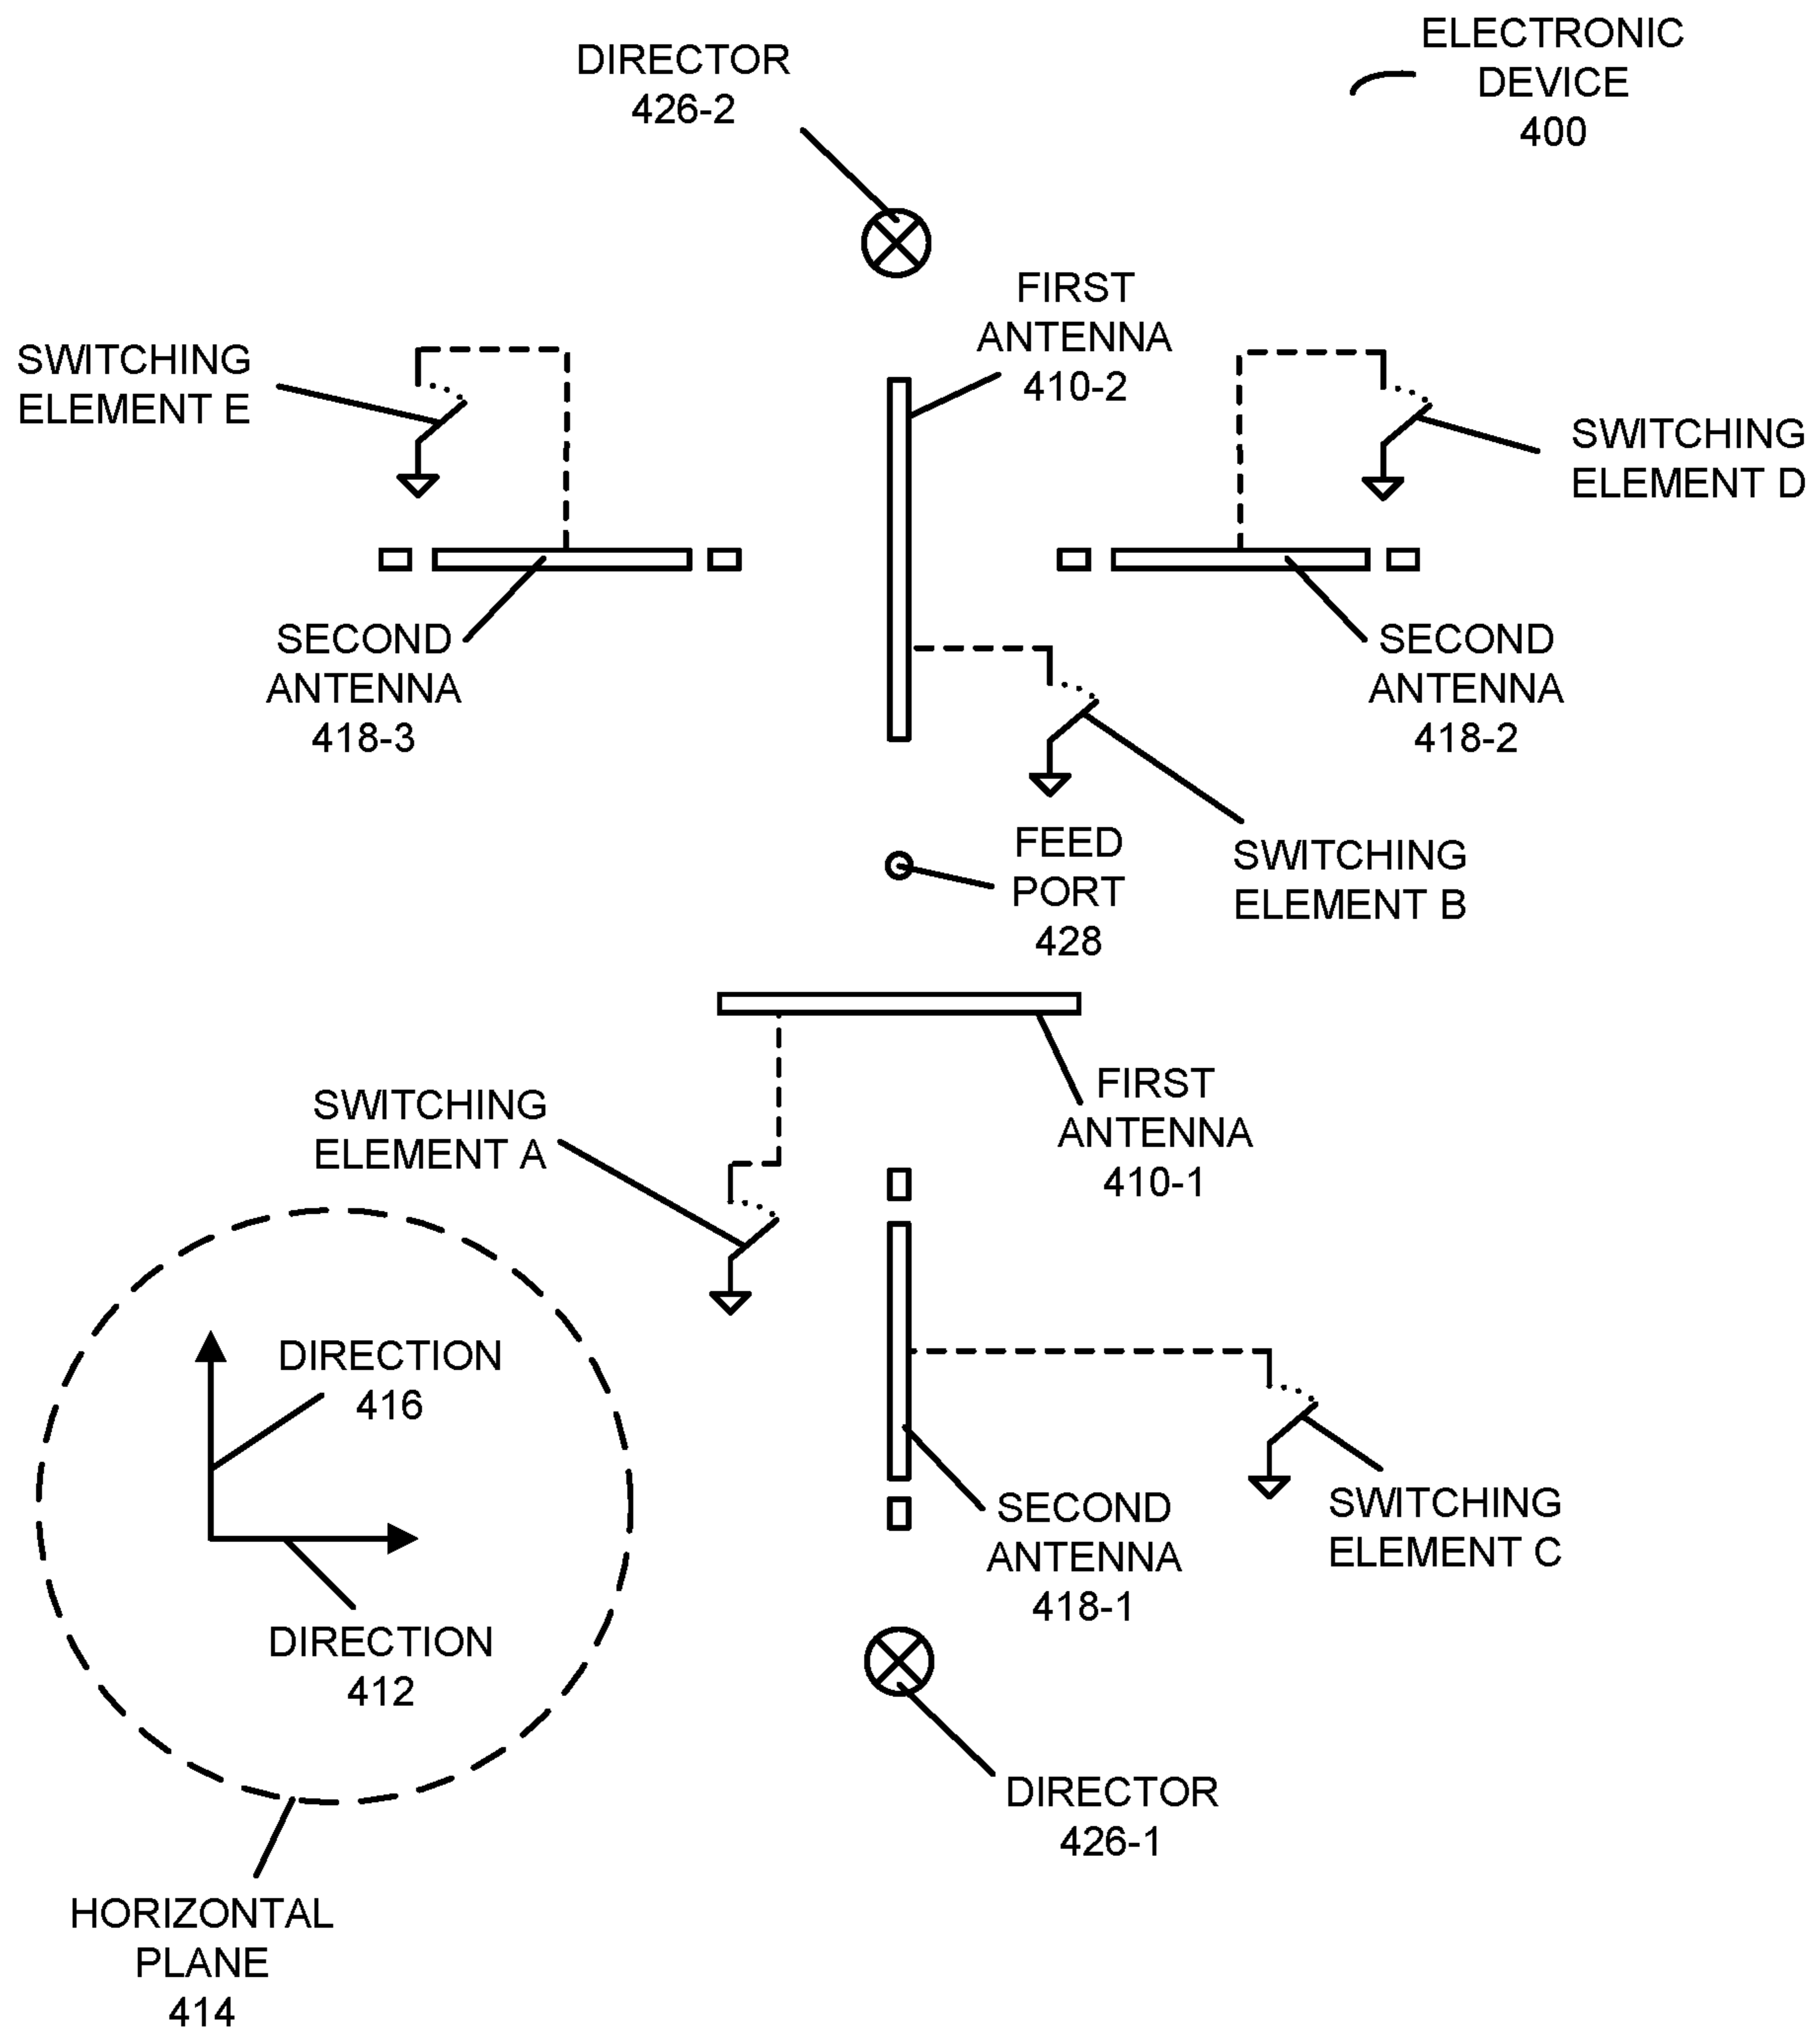 ELECTRONIC
DEVICE
400
DIRECTOR
426-2
FIRST
ANTENNA
410-2
SWITCHING
ELEMENT E
SWITCHING
ELEMENT D
SECOND
ANTENNA
418-3
SECOND
ANTENNA
418-2
FEED
PORT
428
SWITCHING
ELEMENT B
FIRST
ANTENNA
410-1
SWITCHING
ELEMENT A
DIRECTION
416
SECOND
ANTENNA
418-1
SWITCHING
ELEMENT C
DIRECTION
412
DIRECTOR
426-1
HORIZONTAL
PLANE
414